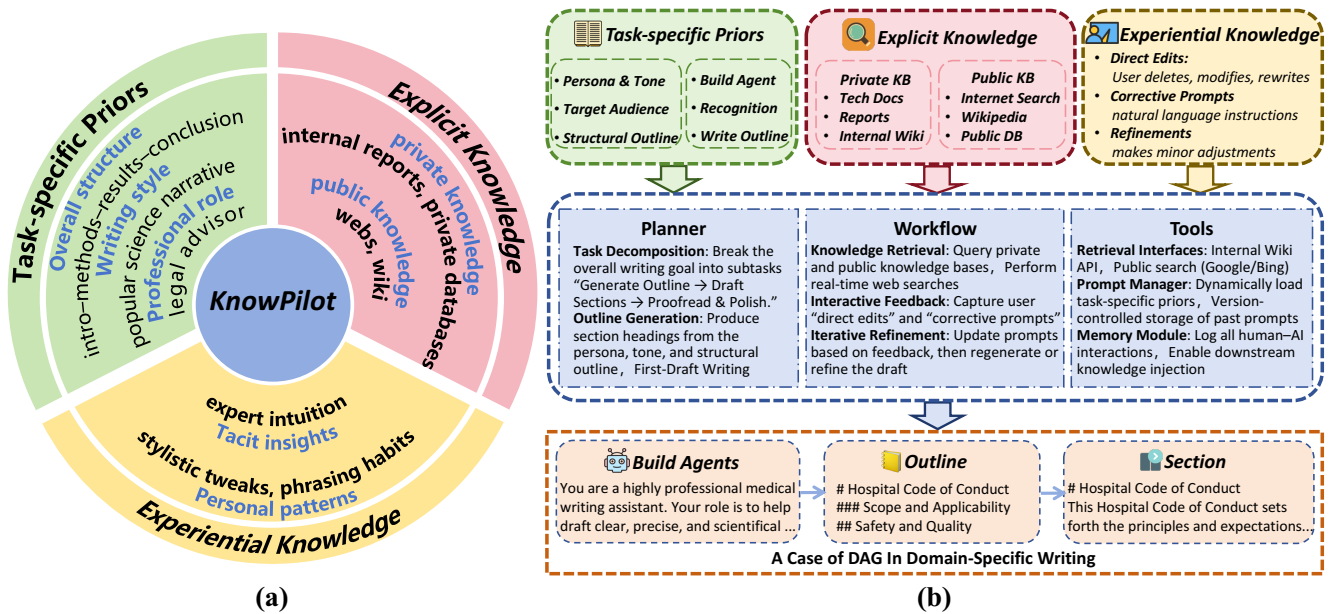 Task-specific Priors
Overall structure
intro–methods–results–conclusion
Writing style
popular science narrative
Professional role
legal advisor
Explicit Knowledge
private knowledge
internal reports, private databases
public knowledge
webs, wiki
KnowPilot
expert intuition
Tacit insights
stylistic tweaks, phrasing habits
Personal patterns
Experiential Knowledge
(a)
Task-specific Priors
• Persona & Tone
• Target Audience
• Structural Outline
• Build Agent
• Recognition
• Write Outline
Explicit Knowledge
Private KB
• Tech Docs
• Reports
• Internal Wiki
Public KB
• Internet Search
• Wikipedia
• Public DB
Experiential Knowledge
• Direct Edits:
User deletes, modifies, rewrites
• Corrective Prompts
natural language instructions
• Refinements
makes minor adjustments
Planner
Task Decomposition: Break the
overall writing goal into subtasks
“Generate Outline → Draft
Sections → Proofread & Polish.”
Outline Generation: Produce
section headings from the
persona, tone, and structural
outline, First-Draft Writing
Workflow
Knowledge Retrieval: Query private
and public knowledge bases, Perform
real-time web searches
Interactive Feedback: Capture user
“direct edits” and “corrective prompts”
Iterative Refinement: Update prompts
based on feedback, then regenerate or
refine the draft
Tools
Retrieval Interfaces: Internal Wiki
API, Public search (Google/Bing)
Prompt Manager: Dynamically load
task-specific priors, Version-
controlled storage of past prompts
Memory Module: Log all human–AI
interactions, Enable downstream
knowledge injection
Build Agents
You are a highly professional medical
writing assistant. Your role is to help
draft clear, precise, and scientific ...
Outline
# Hospital Code of Conduct
### Scope and Applicability
## Safety and Quality
Section
# Hospital Code of Conduct
This Hospital Code of Conduct sets
forth the principles and expectations...
A Case of DAG In Domain-Specific Writing
(b)